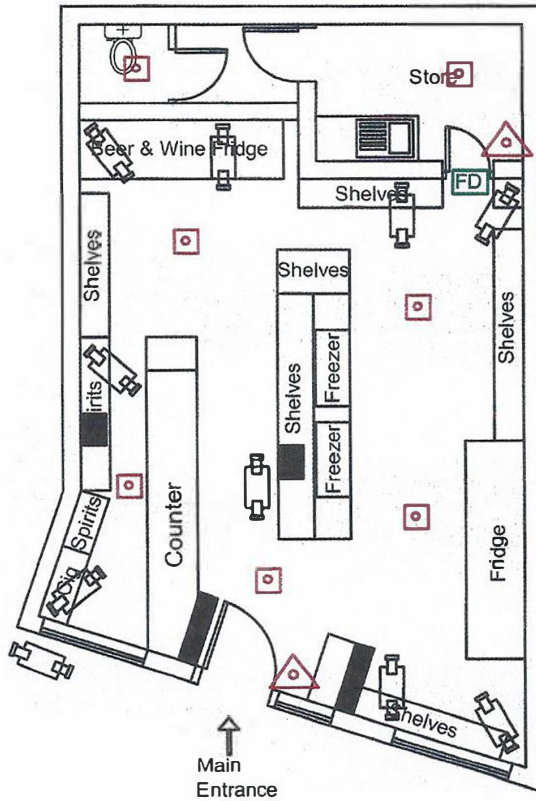 Store
Beer & Wine Fridge
FD
Shelves
Shelves
Shelves
Shelves
Shelves
Freezer
Shelves
Freezer
Spirits
Counter
Fridge
Cig
Shelves
Main
Entrance